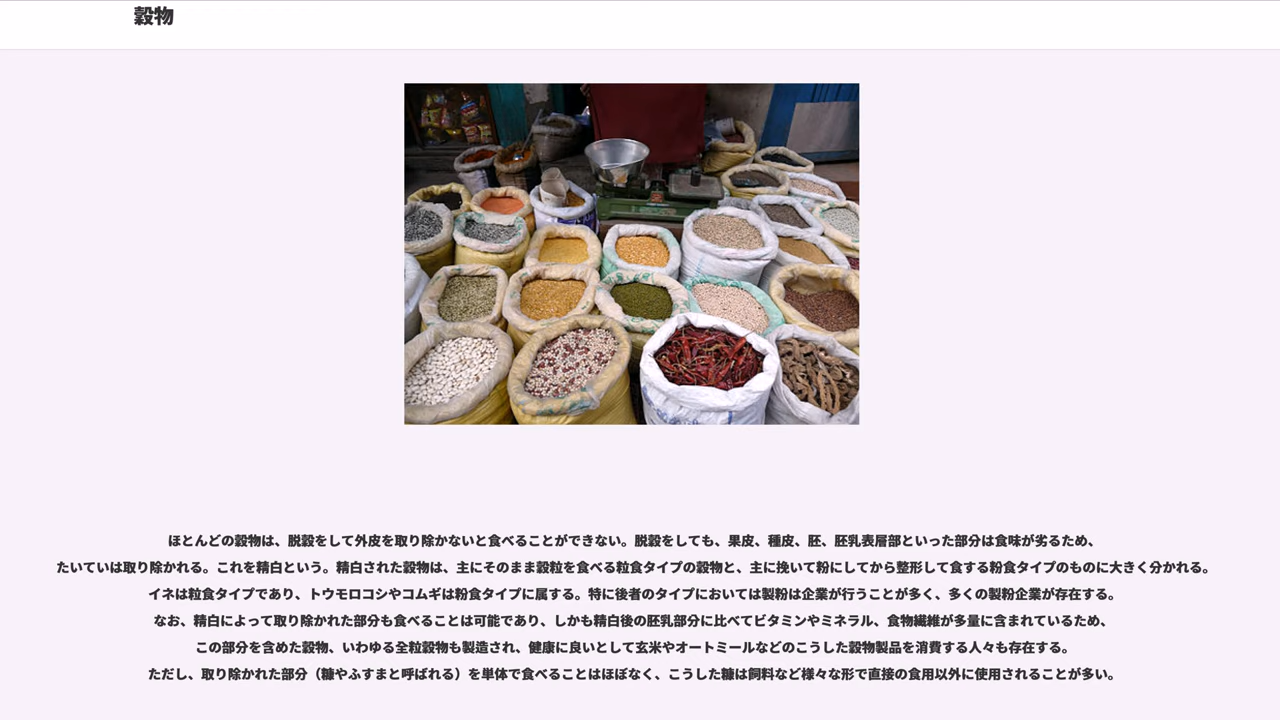 穀物
ほとんどの穀物は、脱穀をして外皮を取り除かないと食べることができない。脱穀をしても、果皮、種皮、胚、胚乳表層部といった部分は食味が劣るため、
たいていは取り除かれる。これを精白という。精白された穀物は、主にそのまま穀粒を食べる粒食タイプの穀物と、主に挽いて粉にしてから整形して食する粉食タイプのものに大きく分かれる。
イネは粒食タイプであり、トウモロコシやコムギは粉食タイプに属する。特に後者のタイプにおいては製粉は企業が行うことが多く、多くの製粉企業が存在する。
なお、精白によって取り除かれた部分も食べることは可能であり、しかも精白後の胚乳部分に比べてビタミンやミネラル、食物繊維が多量に含まれているため、
この部分を含めた穀物、いわゆる全粒穀物も製造され、健康に良いとして玄米やオートミールなどのこうした穀物製品を消費する人々も存在する。
ただし、取り除かれた部分（糠やふすまと呼ばれる）を単体で食べることはほぼなく、こうした糠は飼料など様々な形で直接の食用以外に使用されることが多い。